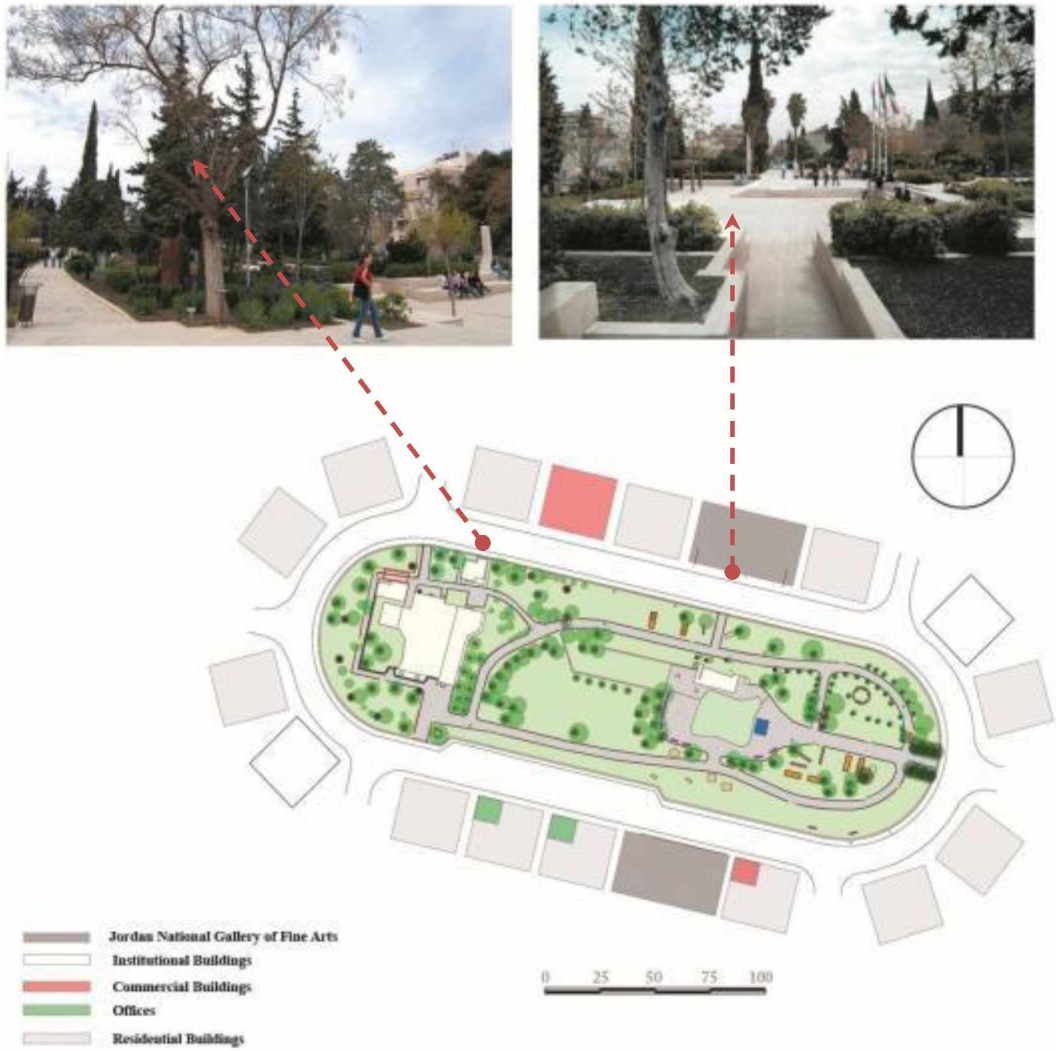 Jordan National Gallery of Fine Arts
Institutional Buildings
Commercial Buildings
Offices
Residential Buildings
0 25 50 75 100